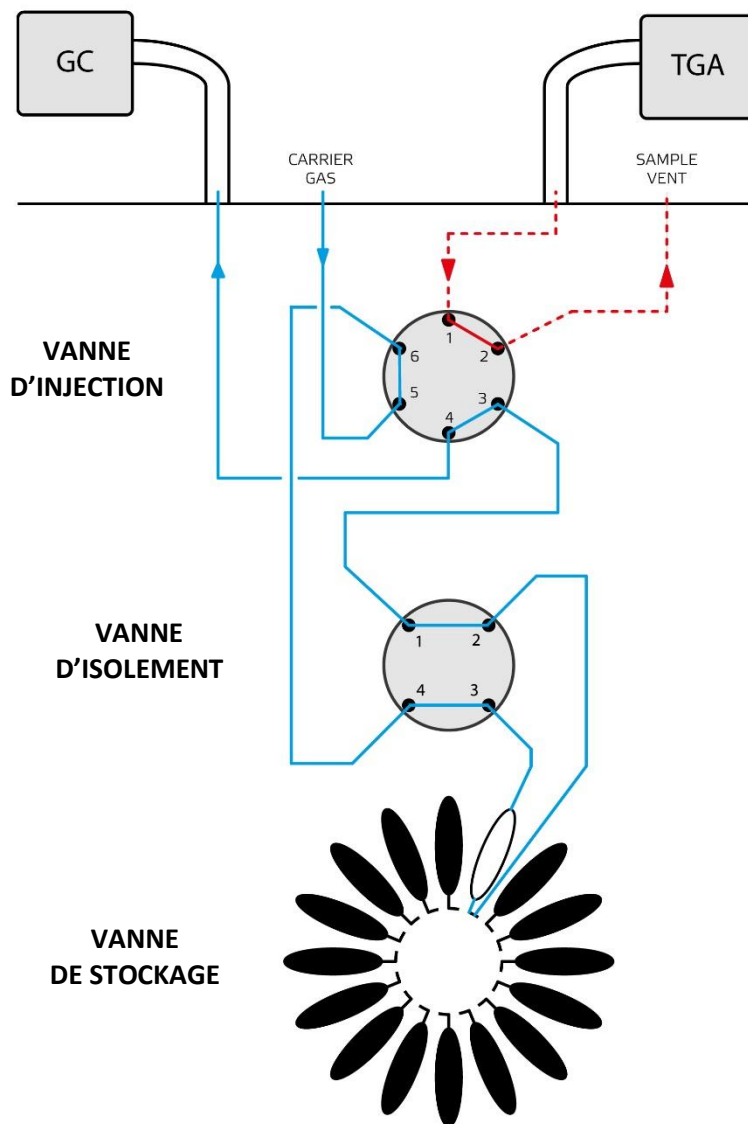 GC
TGA
CARRIER
GAS
SAMPLE
VENT
1
6
2
5
3
4
VANNE
D’INJECTION
1
2
4
3
VANNE
D’ISOLEMENT
VANNE
DE STOCKAGE